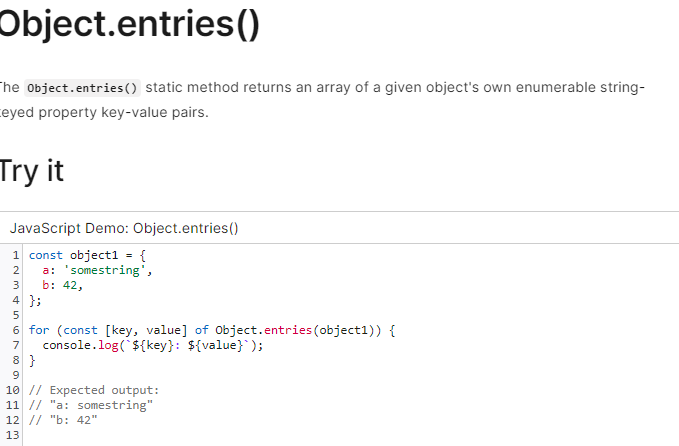 Object.entries()
The Object.entries() static method returns an array of a given object's own enumerable string-
keyed property key-value pairs.
Try it
JavaScript Demo: Object.entries()
1 const object1 = {
2   a: 'somestring',
3   b: 42,
4 };
5
6 for (const [key, value] of Object.entries(object1)) {
7   console.log(`${key}: ${value}`);
8 }
9
10 // Expected output:
11 // "a: somestring"
12 // "b: 42"
13